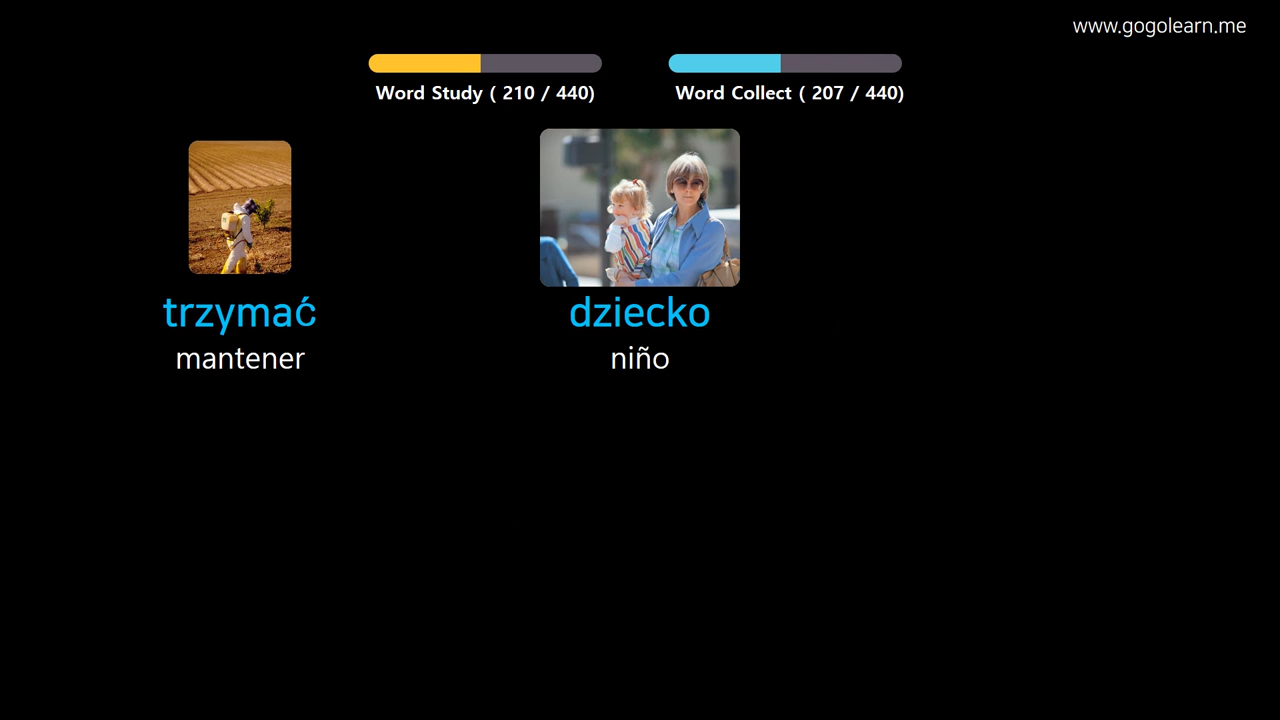 www.gogolearn.me
Word Study ( 210 / 440)
Word Collect ( 207 / 440)
trzymać
mantener
dziecko
niño